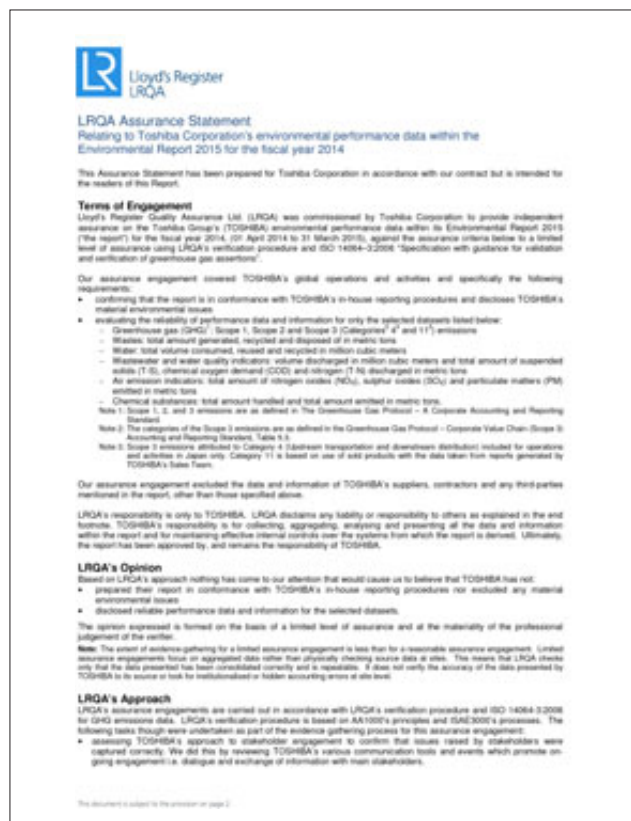 LR
Lloyd's Register
LRQA
LRQA Assurance Statement
Relating to Toshiba Corporation's environmental performance data within the
Environmental Report 2015 for the fiscal year 2014
This Assurance Statement has been prepared for Toshiba Corporation in accordance with our contract but is intended for
the readers of this Report.
Terms of Engagement
Lloyd's Register Quality Assurance Ltd. (LRQA) was commissioned by Toshiba Corporation to provide independent
assurance on the Toshiba Group's (TOSHIBA) environmental performance data within its Environmental Report 2015
("the report") for the fiscal year 2014, (01 April 2014 to 31 March 2015), against the assurance criteria below to a limited
level of assurance using LRQA's verification procedure and ISO 14064-3:2006 "Specification with guidance for validation
and verification of greenhouse gas assertions".
Our assurance engagement covered TOSHIBA's global operations and activities and specifically the following
requirements:
• confirming that the report is in conformance with TOSHIBA's in-house reporting procedures and discloses TOSHIBA's
material environmental issues
• evaluating the reliability of performance data and information for only the selected datasets listed below:
- Greenhouse gas (GHG)¹: Scope 1, Scope 2 and Scope 3 (Categories² 4³ and 11³) emissions
- Wastes: total amount generated, recycled and disposed of in metric tons
- Water: total volume consumed, reused and recycled in million cubic meters
- Wastewater and water quality indicators: volume discharged in million cubic meters and total amount of suspended
solids (T-S), chemical oxygen demand (COD) and nitrogen (T-N) discharged in metric tons
- Air emission indicators: total amount of nitrogen oxides (NOₓ), sulphur oxides (SOₓ) and particulate matters (PM)
emitted in metric tons
- Chemical substances: total amount handled and total amount emitted in metric tons.
Note 1: Scope 1, 2, and 3 emissions are as defined in The Greenhouse Gas Protocol – A Corporate Accounting and Reporting
Standard.
Note 2: The categories of the Scope 3 emissions are as defined in the Greenhouse Gas Protocol – Corporate Value Chain (Scope 3)
Accounting and Reporting Standard, Table 5.3.
Note 3: Scope 3 emissions attributed to Category 4 (Upstream transportation and downstream distribution) included for operations
and activities in Japan only. Category 11 is based on use of sold products with the data taken from reports generated by
TOSHIBA's Sales Team.
Our assurance engagement excluded the data and information of TOSHIBA's suppliers, contractors and any third-parties
mentioned in the report, other than those specified above.
LRQA's responsibility is only to TOSHIBA. LRQA disclaims any liability or responsibility to others as explained in the end
footnote. TOSHIBA's responsibility is for collecting, aggregating, analysing and presenting all the data and information
within the report and for maintaining effective internal controls over the systems from which the report is derived. Ultimately,
the report has been approved by, and remains the responsibility of TOSHIBA.
LRQA's Opinion
Based on LRQA's approach nothing has come to our attention that would cause us to believe that TOSHIBA has not:
• prepared their report in conformance with TOSHIBA's in-house reporting procedures nor excluded any material
environmental issues
• disclosed reliable performance data and information for the selected datasets.
The opinion expressed is formed on the basis of a limited level of assurance and at the materiality of the professional
judgement of the verifier.
Note: The extent of evidence-gathering for a limited assurance engagement is less than for a reasonable assurance engagement. Limited
assurance engagements focus on aggregated data rather than physically checking source data at sites. This means that LRQA checks
only that the data presented has been consolidated correctly and is repeatable. It does not verify the accuracy of the data presented by
TOSHIBA to its source or look for institutionalised or hidden accounting errors at site level.
LRQA's Approach
LRQA's assurance engagements are carried out in accordance with LRQA's verification procedure and ISO 14064-3:2006
for GHG emissions data. LRQA's verification procedure is based on AA1000's principles and ISAE3000's processes. The
following tasks though were undertaken as part of the evidence gathering process for this assurance engagement:
• assessing TOSHIBA's approach to stakeholder engagement to confirm that issues raised by stakeholders were
captured correctly. We did this by reviewing TOSHIBA's various communication tools and events which promote on-
going engagement i.e. dialogue and exchange of information with main stakeholders.
This document is subject to the provision on page 2